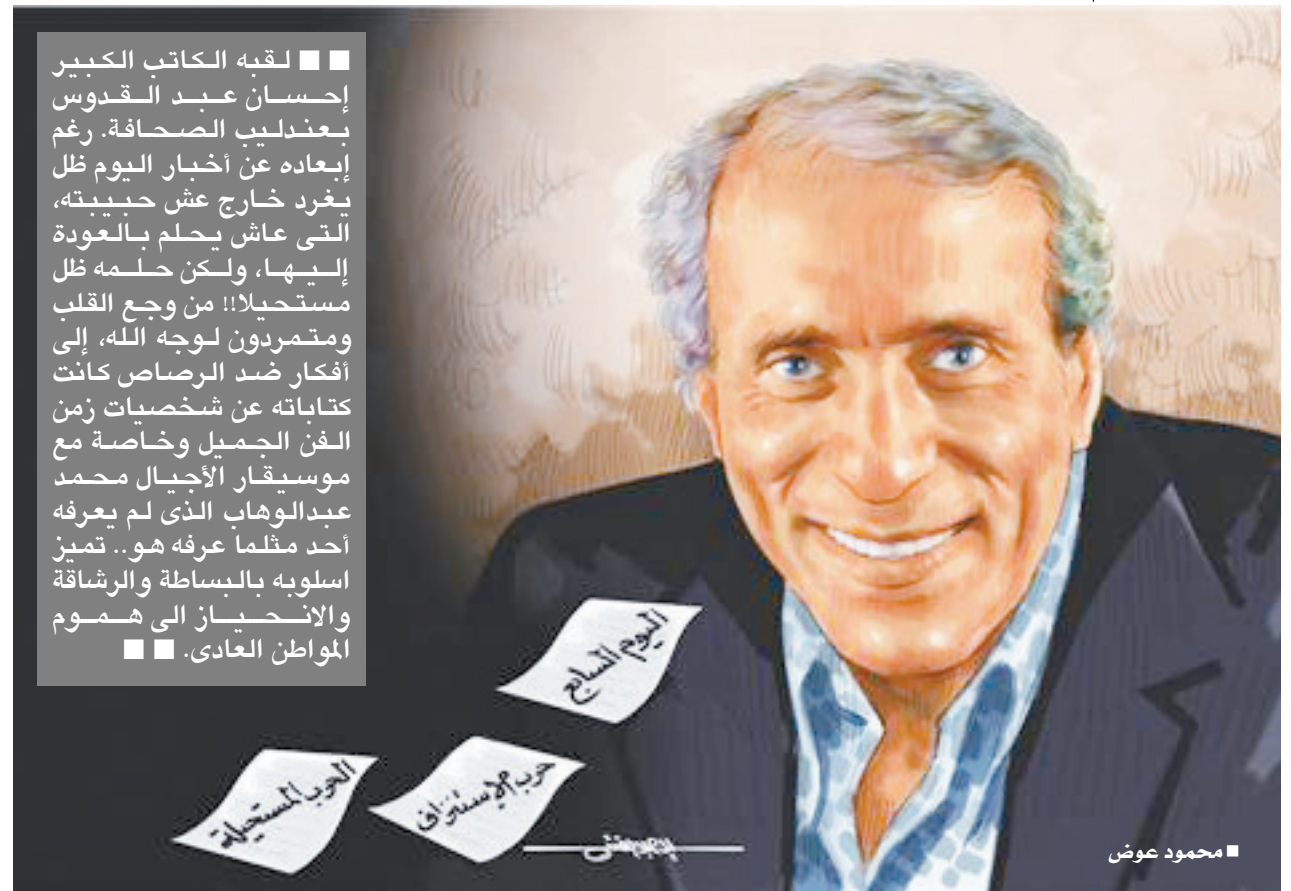 ■ ■ لقبه الكاتب الكبير
إحسان عبد القدوس
بعندليب الصحافة. رغم
إبعاده عن أخبار اليوم ظل
يغرد خارج عش حبيبته،
التى عاش يحلم بالعودة
إليها، ولكن حلمه ظل
مستحيلا!! من وجع القلب
ومتمردون لوجه الله، إلى
أفكار ضد الرصاص كانت
كتاباته عن شخصيات زمن
الفن الجميل وخاصة مع
موسيقار الأجيال محمد
عبدالوهاب الذى لم يعرفه
أحد مثلما عرفه هو.. تميز
اسلوبه بالبساطة والرشاقة
والانحياز الى هموم
المواطن العادى. ■ ■
اليوم السابع
حرب الإستنزاف
الحرب المستحيلة
■ محمود عوض